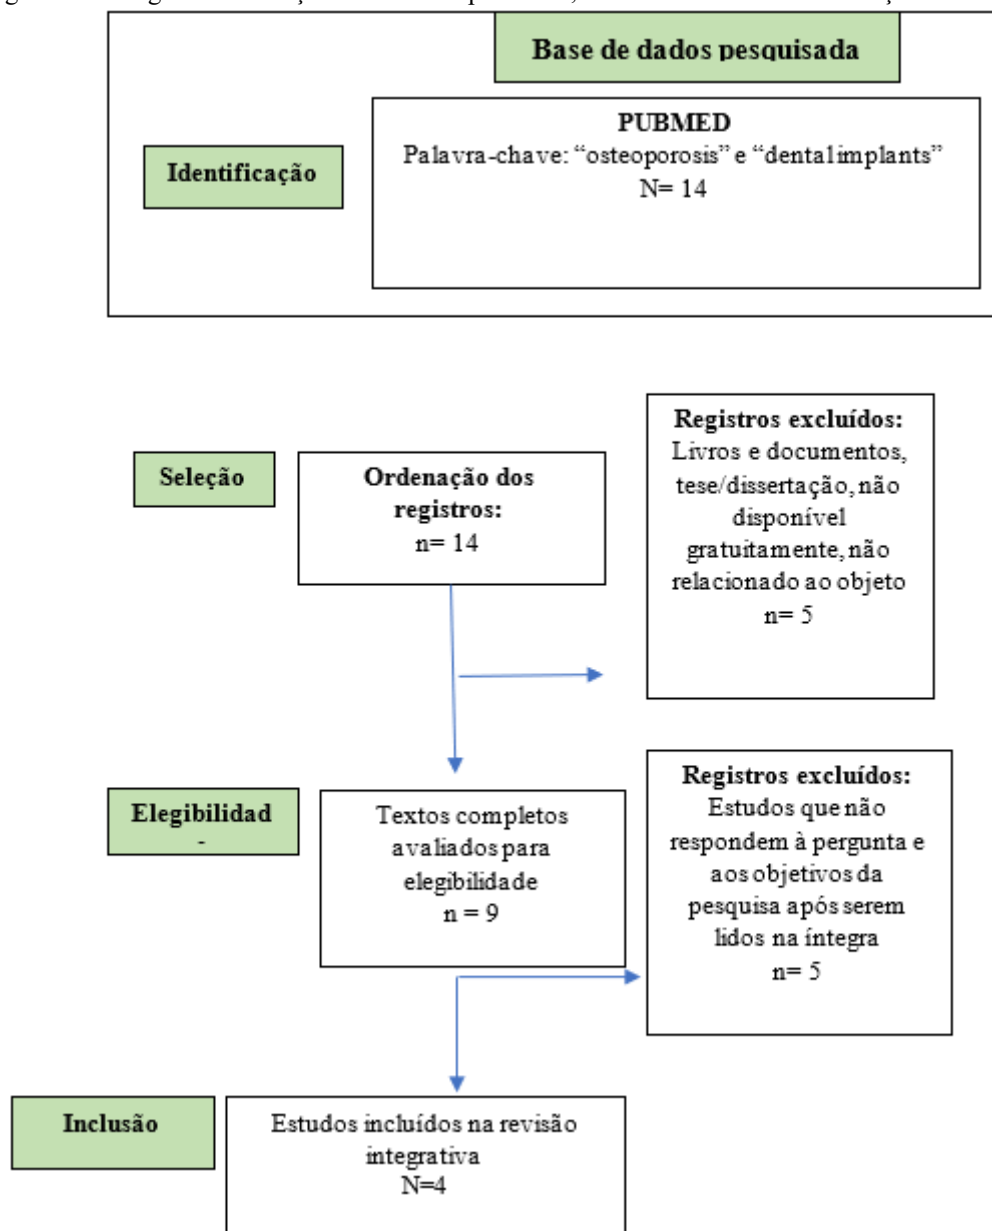 Base de dados pesquisada
PUBMED
Palavra-chave: “osteoporosis” e “dental implants”
N= 14
Identificação
Registros excluídos:
Livros e documentos,
tese/dissertação, não
disponível
gratuitamente, não
relacionado ao objeto
n= 5
Seleção
Ordenação dos
registros:
n= 14
Elegibilidad
-
Textos completos
avaliados para
elegibilidade
n = 9
Registros excluídos:
Estudos que não
respondem à pergunta e
aos objetivos da
pesquisa após serem
lidos na íntegra
n= 5
Inclusão
Estudos incluídos na revisão
integrativa
N=4